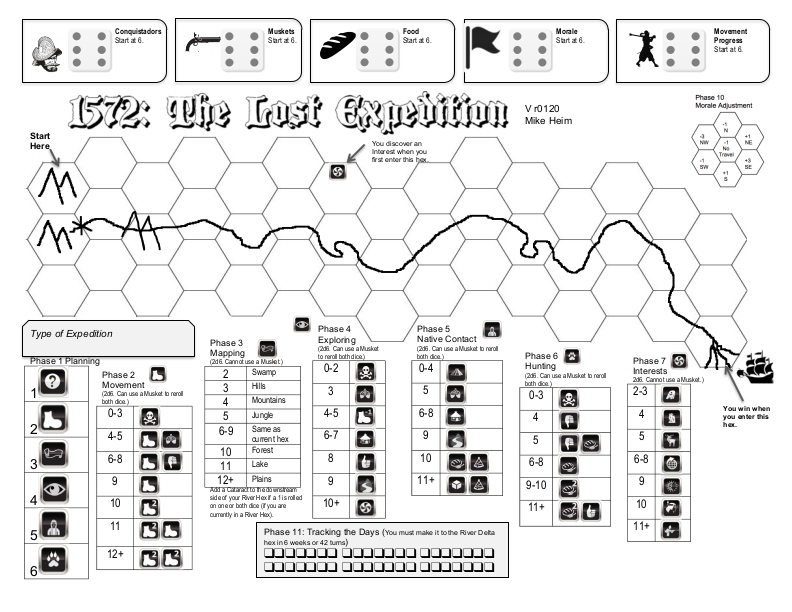 Conquistadors
Start at 6.
Muskets
Start at 6.
Food
Start at 6.
Morale
Start at 6.
Movement
Progress
Start at 6.
1572: The Lost Expedition
V r0120
Mike Heim
Phase 10
Morale Adjustment
-1
N
-3
NW
+1
NE
-1
No
Travel
-1
SW
+3
SE
+1
S
Start
Here
You discover an
Interest when you
first enter this hex.
Type of Expedition
Phase 1 Planning
1
2
3
4
5
6
Phase 2
Movement
(2d6. Can use a Musket to reroll
both dice.)
0-3
4-5
6-8
9
10
2
11
12+
2
2
Phase 3
Mapping
(2d6. Cannot use a Musket.)
2 Swamp
3 Hills
4 Mountains
5 Jungle
6-9 Same as
current hex
10 Forest
11 Lake
12+ Plains
Add a Cataract to the downstream
side of your River Hex if a 1 is rolled
on one or both dice (if you are
currently in a River Hex).
Phase 4
Exploring
(2d6. Can use a Musket
to reroll both dice.)
0-2
3
4-5
6-7
8
9
10+
Phase 5
Native Contact
(2d6. Can use a Musket to reroll
both dice.)
0-4
5
6-8
9
10
11+
Phase 6
Hunting
(2d6. Can use a Musket to reroll
both dice.)
0-3
4
5
6-8
9-10
2
11+
2
Phase 7
Interests
2d6. Cannot use a Musket.)
2-3
4
5
6-8
9
10
11+
You win when
you enter this
hex.
Phase 11: Tracking the Days (You must make it to the River Delta
hex in 6 weeks or 42 turns)